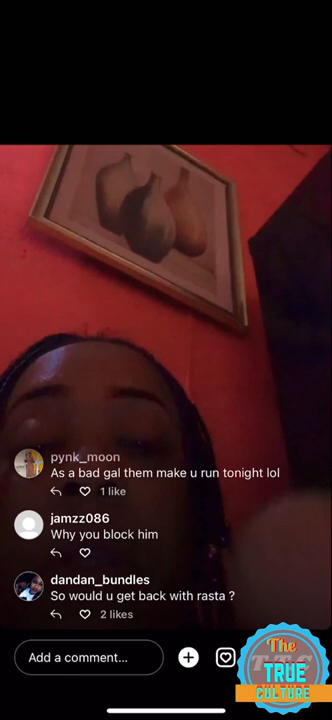 pynk_moon
As a bad gal them make u run tonight lol
1 like
jamzz086
Why you block him
dandan_bundles
So would u get back with rasta ?
2 likes
Add a comment...
The
TRUE
CULTURE